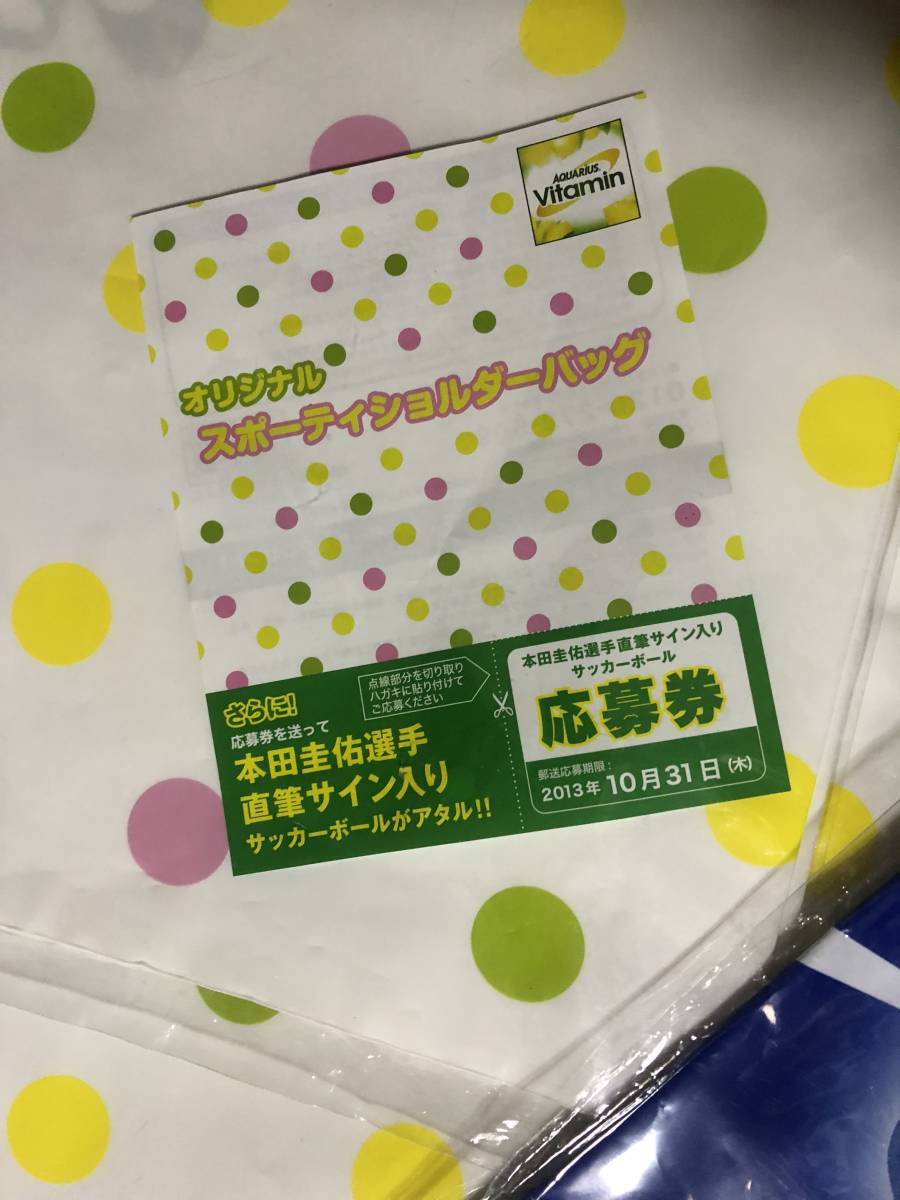 AQUARIUS
Vitamin
オリジナル
スポーティショルダーバッグ
さらに!
応募券を送って
本田圭佑選手
直筆サイン入り
サッカーボールがアタル!!
点線部分を切り取り
ハガキに貼り付けて
ご応募ください
本田圭佑選手直筆サイン入り
サッカーボール
応募券
郵送応募期限:
2013年 10月31日(木)